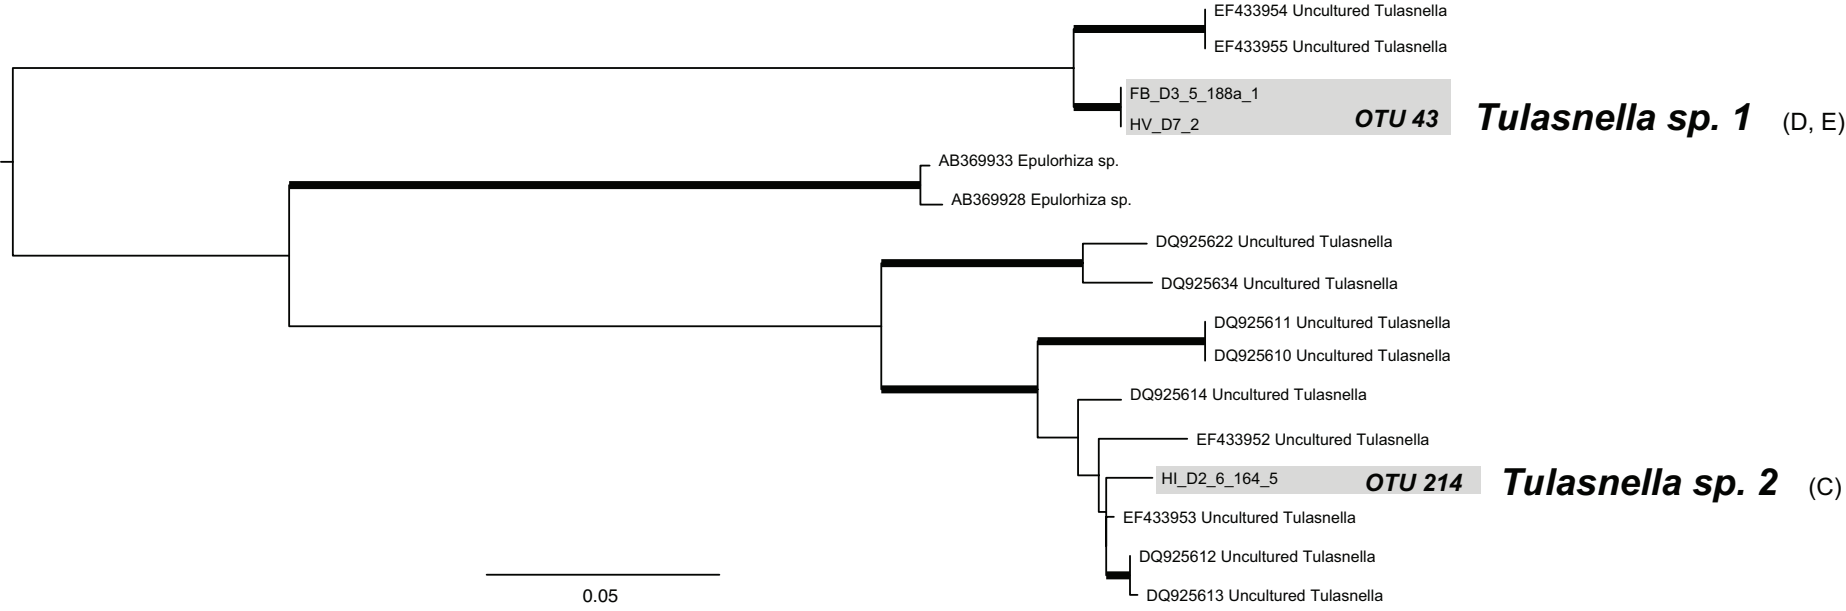 EF433954 Uncultured Tulasnella
EF433955 Uncultured Tulasnella
FB_D3_5_188a_1
HV_D7_2
OTU 43 Tulasnella sp. 1 (D, E)
AB369933 Epulorhiza sp.
AB369928 Epulorhiza sp.
DQ925622 Uncultured Tulasnella
DQ925634 Uncultured Tulasnella
DQ925611 Uncultured Tulasnella
DQ925610 Uncultured Tulasnella
DQ925614 Uncultured Tulasnella
EF433952 Uncultured Tulasnella
HI_D2_6_164_5 OTU 214 Tulasnella sp. 2 (C)
EF433953 Uncultured Tulasnella
DQ925612 Uncultured Tulasnella
DQ925613 Uncultured Tulasnella
0.05